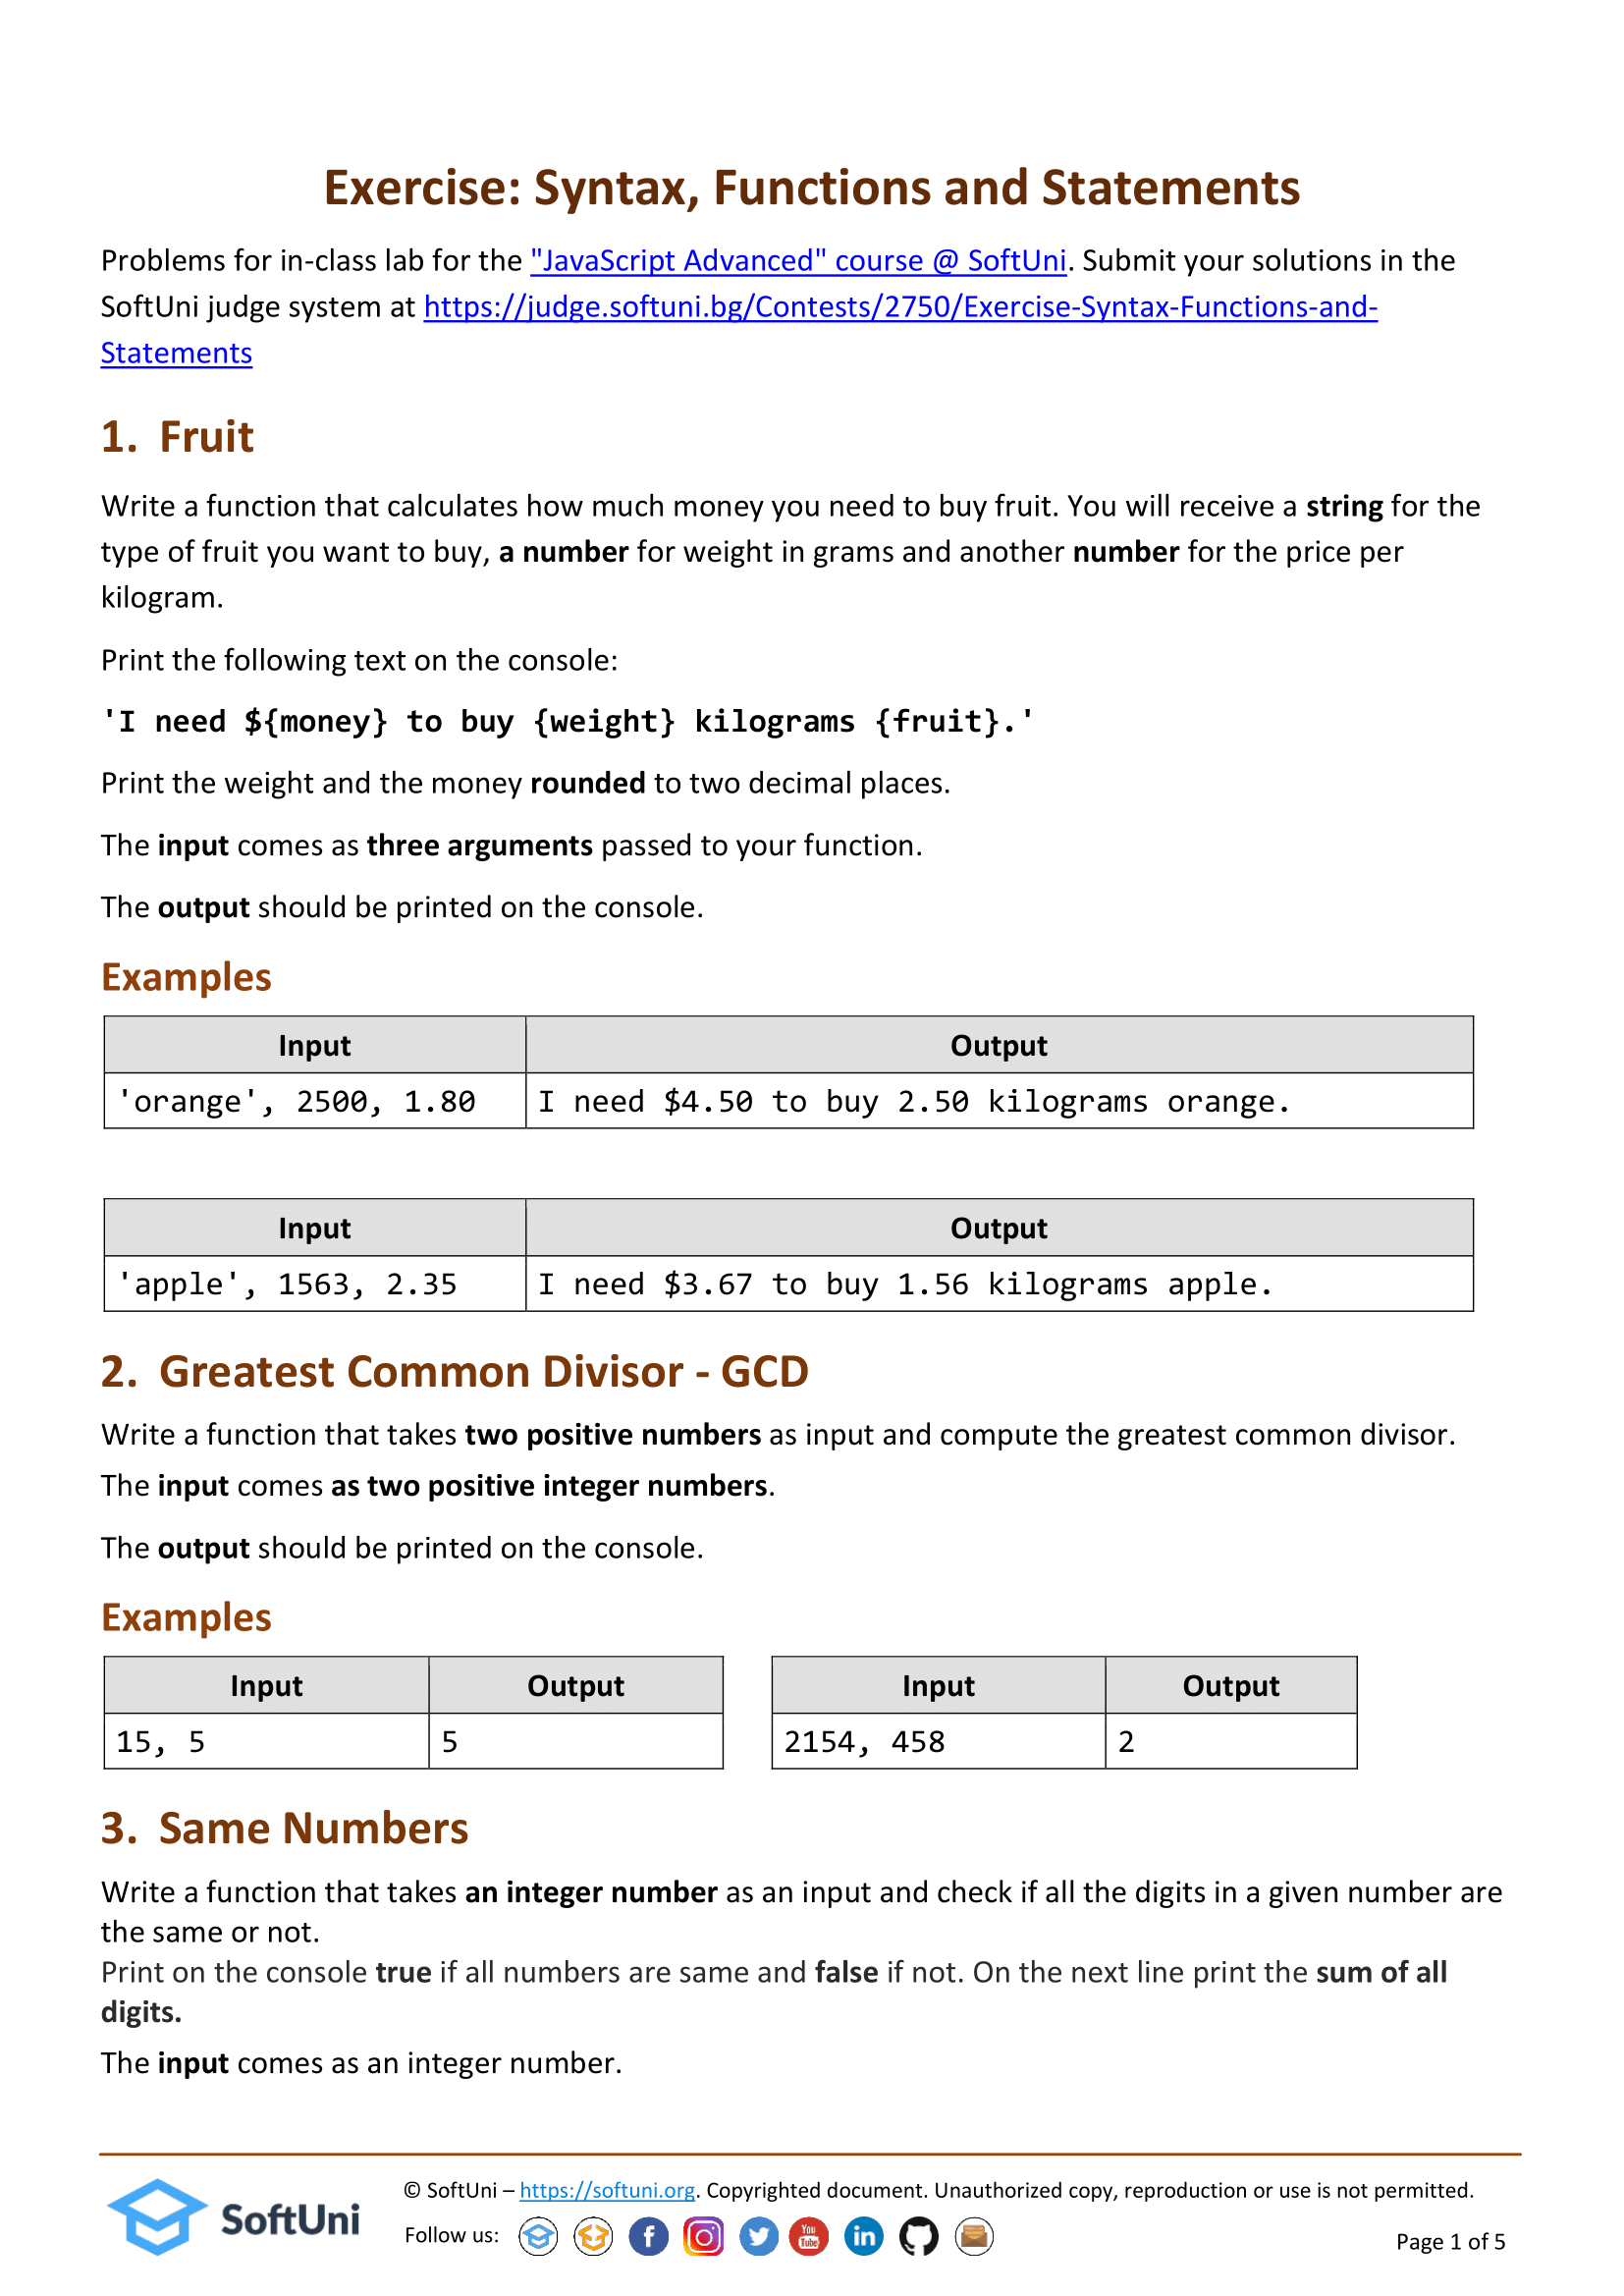 Exercise: Syntax, Functions and Statements
Problems for in-class lab for the "JavaScript Advanced" course @ SoftUni. Submit your solutions in the
SoftUni judge system at https://judge.softuni.bg/Contests/2750/Exercise-Syntax-Functions-and-
Statements
1. Fruit
Write a function that calculates how much money you need to buy fruit. You will receive a string for the
type of fruit you want to buy, a number for weight in grams and another number for the price per
kilogram.
Print the following text on the console:
'I need ${money} to buy {weight} kilograms {fruit}.'
Print the weight and the money rounded to two decimal places.
The input comes as three arguments passed to your function.
The output should be printed on the console.
Examples
Input Output
'orange', 2500, 1.80 I need $4.50 to buy 2.50 kilograms orange.
Input Output
'apple', 1563, 2.35 I need $3.67 to buy 1.56 kilograms apple.
2. Greatest Common Divisor - GCD
Write a function that takes two positive numbers as input and compute the greatest common divisor.
The input comes as two positive integer numbers.
The output should be printed on the console.
Examples
Input Output Input Output
15, 5 5 2154, 458 2
3. Same Numbers
Write a function that takes an integer number as an input and check if all the digits in a given number are
the same or not.
Print on the console true if all numbers are same and false if not. On the next line print the sum of all
digits.
The input comes as an integer number.
SoftUni
© SoftUni – https://softuni.org. Copyrighted document. Unauthorized copy, reproduction or use is not permitted.
Follow us:
You
Tube
Page 1 of 5